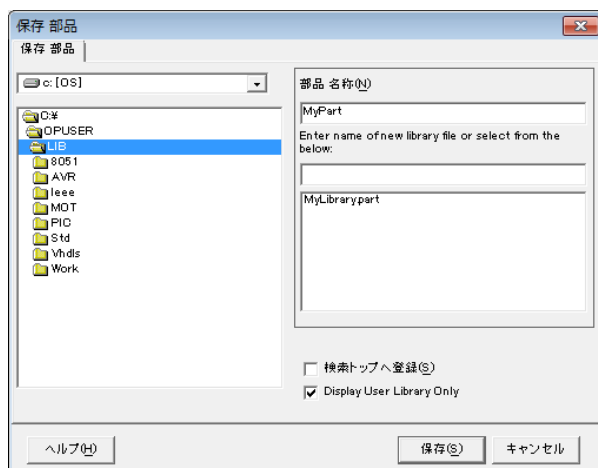 保存 部品
保存 部品
c: [OS]
C:¥
OPUSER
LIB
8051
AVR
Ieee
MOT
PIC
Std
Vhdls
Work
部品 名称(N)
MyPart
Enter name of new library file or select from the
below:
MyLibrary.part
検索トップへ登録(S)
Display User Library Only
ヘルプ(H)
保存(S)
キャンセル